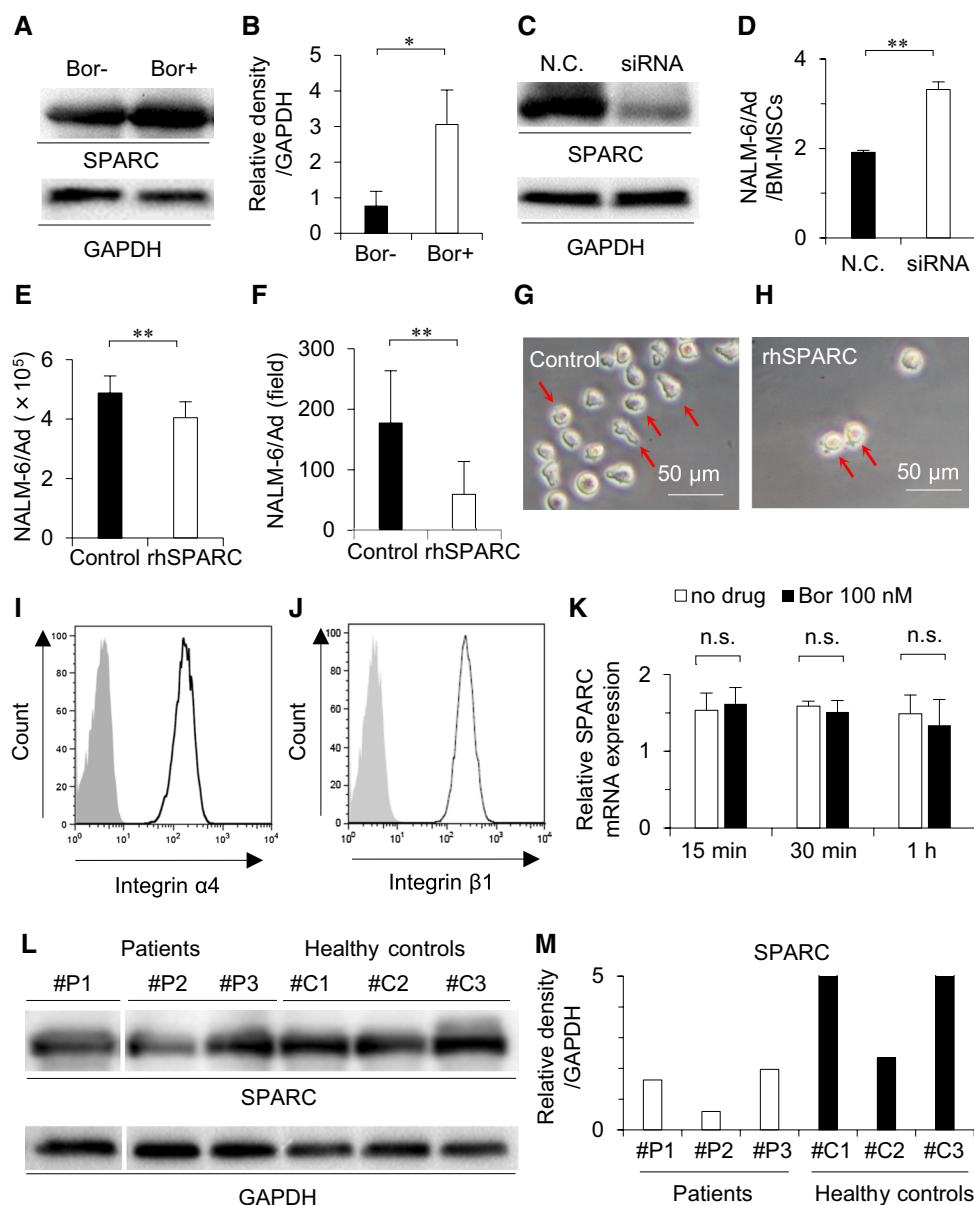 A
Bor- Bor+
SPARC
GAPDH
B
*
Relative density
/GAPDH
5
4
3
2
1
0
Bor- Bor+
C
N.C. siRNA
SPARC
GAPDH
D
**
NALM-6/Ad
/BM-MSCs
4
2
0
N.C. siRNA
E
**
NALM-6/Ad (×10⁵)
6
4
2
0
Control rhSPARC
F
**
NALM-6/Ad (field)
300
200
100
0
Control rhSPARC
G
Control
50 μm
H
rhSPARC
50 μm
I
Count
100
80
60
40
20
0
10⁰ 10¹ 10² 10³ 10⁴
Integrin α4
J
Count
100
80
60
40
20
0
10⁰ 10¹ 10² 10³ 10⁴
Integrin β1
K
no drug Bor 100 nM
n.s. n.s. n.s.
Relative SPARC
mRNA expression
2
1
0
15 min 30 min 1 h
L
Patients Healthy controls
#P1 #P2 #P3 #C1 #C2 #C3
SPARC
GAPDH
M
SPARC
Relative density
/GAPDH
5
0
#P1 #P2 #P3 #C1 #C2 #C3
Patients Healthy controls